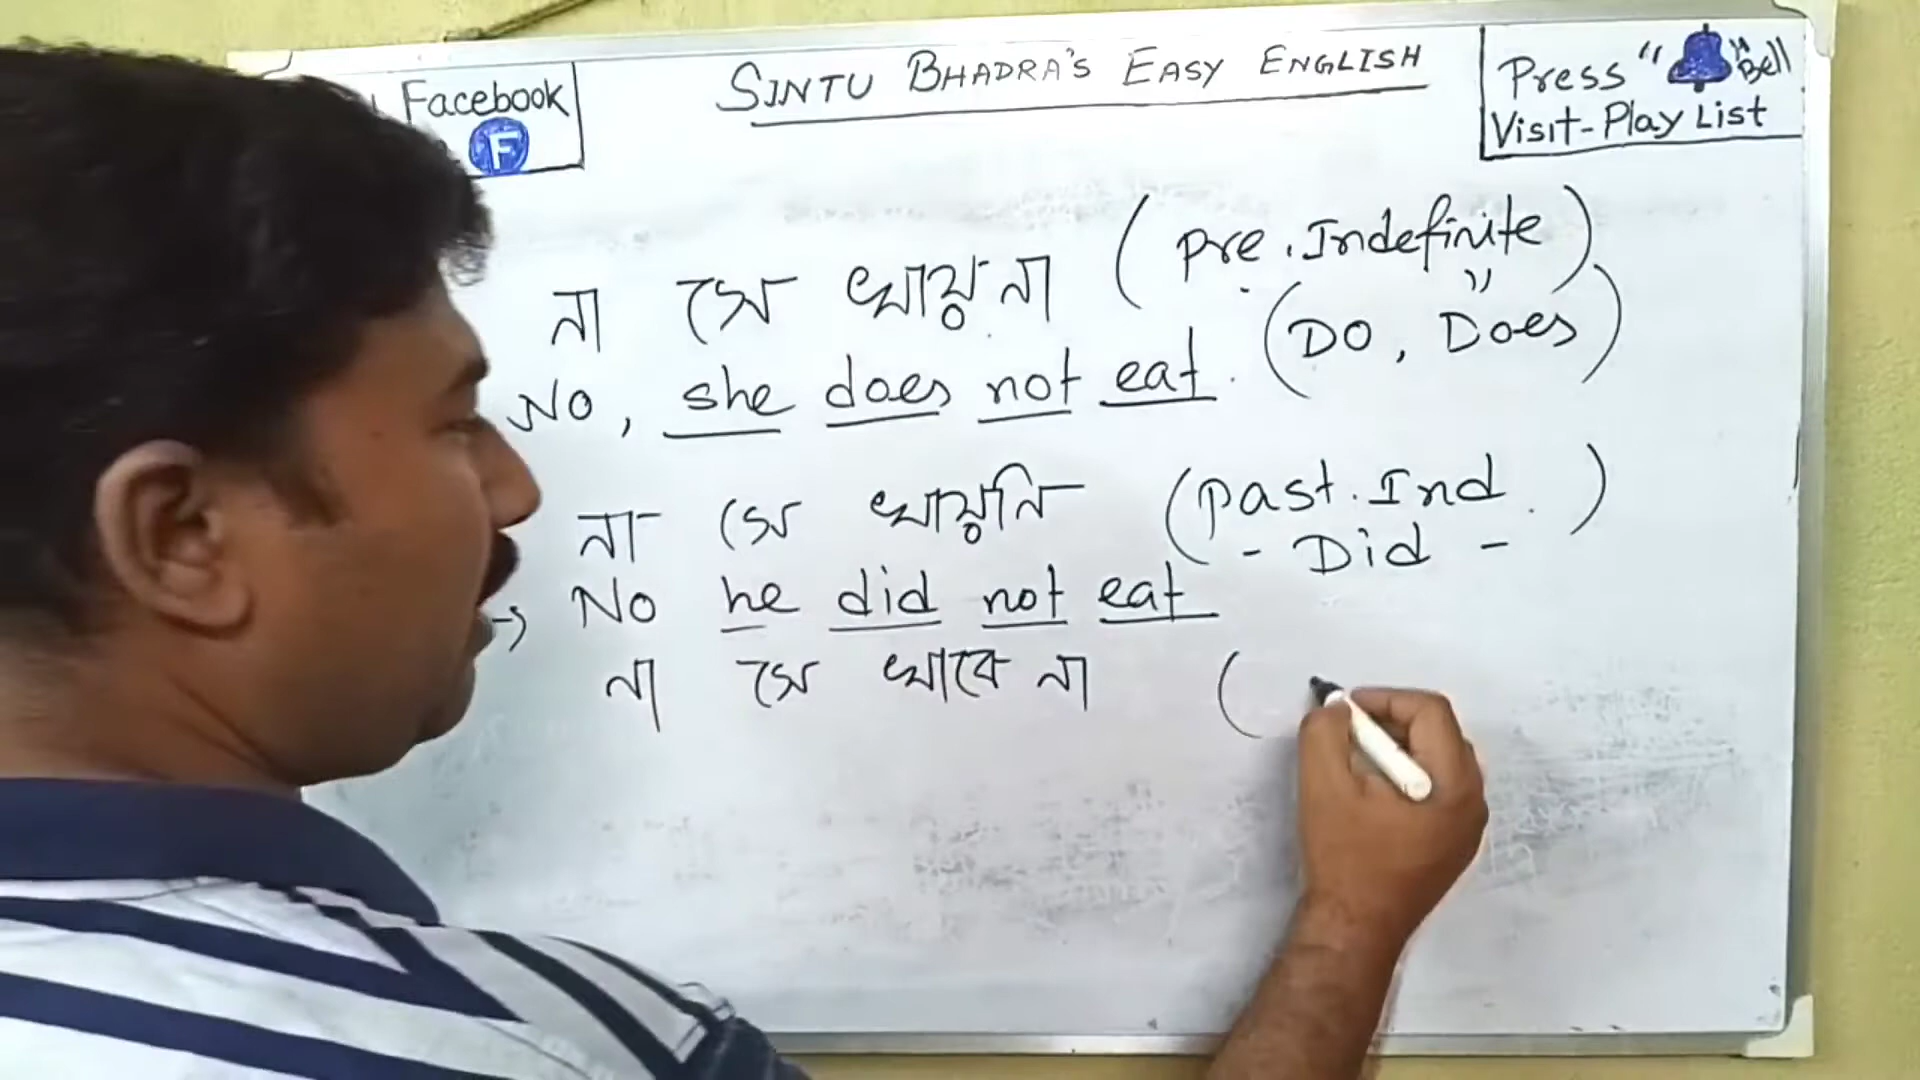 Facebook
F
SINTU BHADRA'S EASY ENGLISH
Press " 🔔 " Bell
Visit-Play List
না সে খায় না ( Pre. Indefinite )
No, she does not eat. ( Do, Does )
না সে খায়নি ( Past. Ind. )
- Did -
→ No he did not eat
না সে খাবে না (